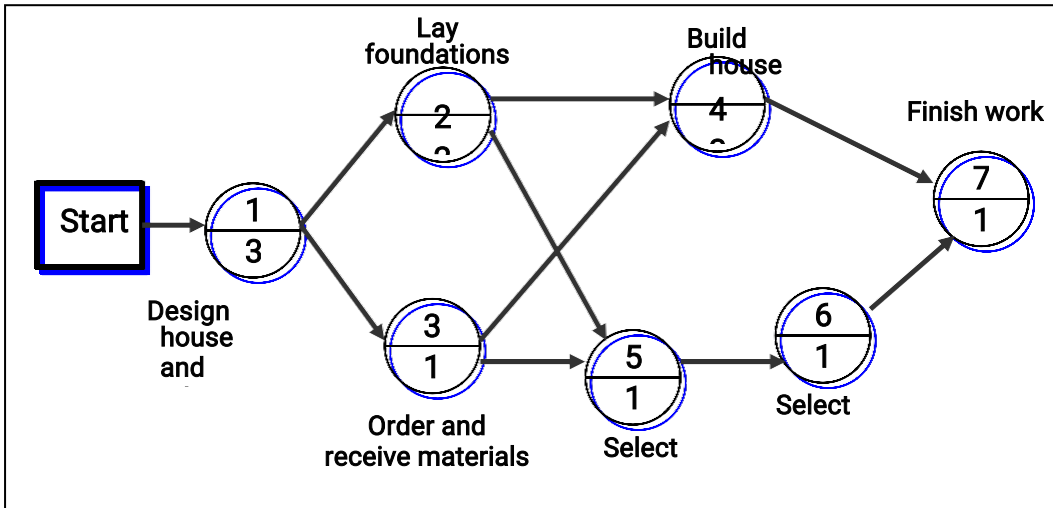 Lay
foundations
Build
house
Finish work
2
4
7
1
Start
1
3
Design
house
and
3
1
6
1
5
1
Select
Order and
receive materials
Select